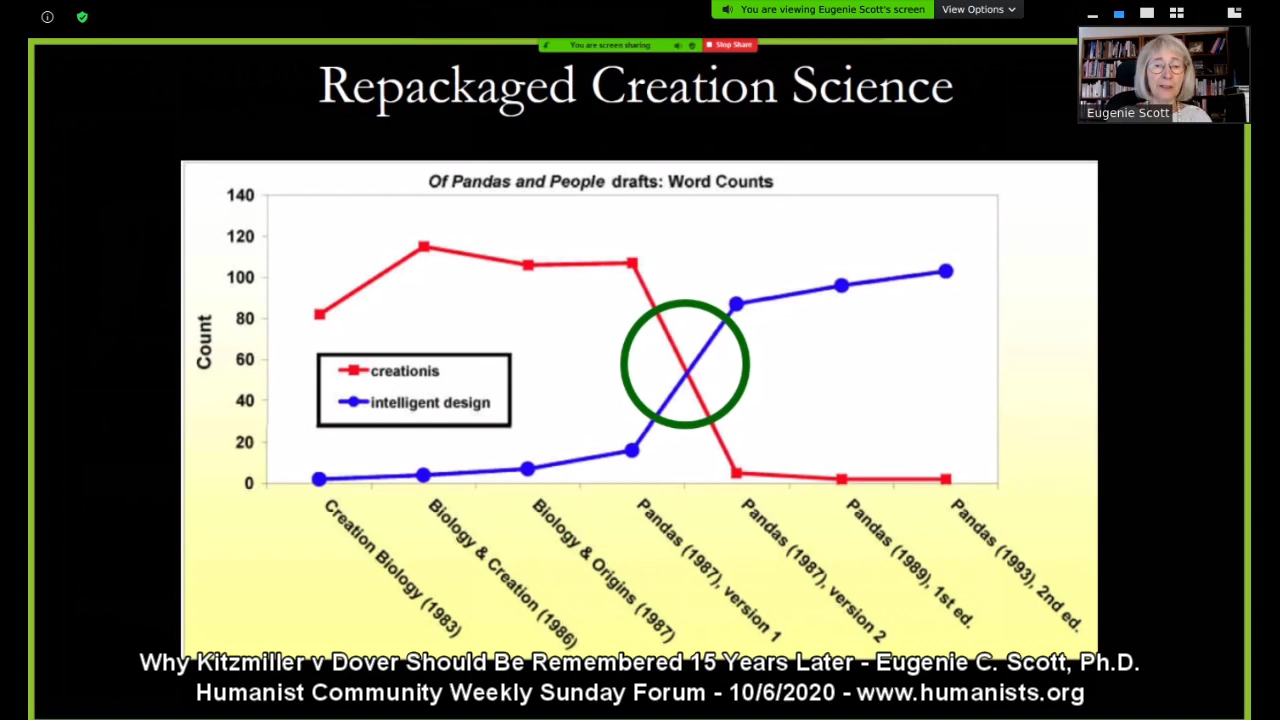 You are viewing Eugenie Scott's screen
View Options
You are screen sharing
Stop Share
Repackaged Creation Science
Eugenie Scott
Of Pandas and People drafts: Word Counts
140
120
100
80
60
40
20
0
Count
creationis
intelligent design
Creation Biology (1983)
Biology & Creation (1986)
Biology & Origins (1987)
Pandas (1987), version 1
Pandas (1987), version 2
Pandas (1989), 1st ed.
Pandas (1993), 2nd ed.
Why Kitzmiller v Dover Should Be Remembered 15 Years Later - Eugenie C. Scott, Ph.D.
Humanist Community Weekly Sunday Forum - 10/6/2020 - www.humanists.org